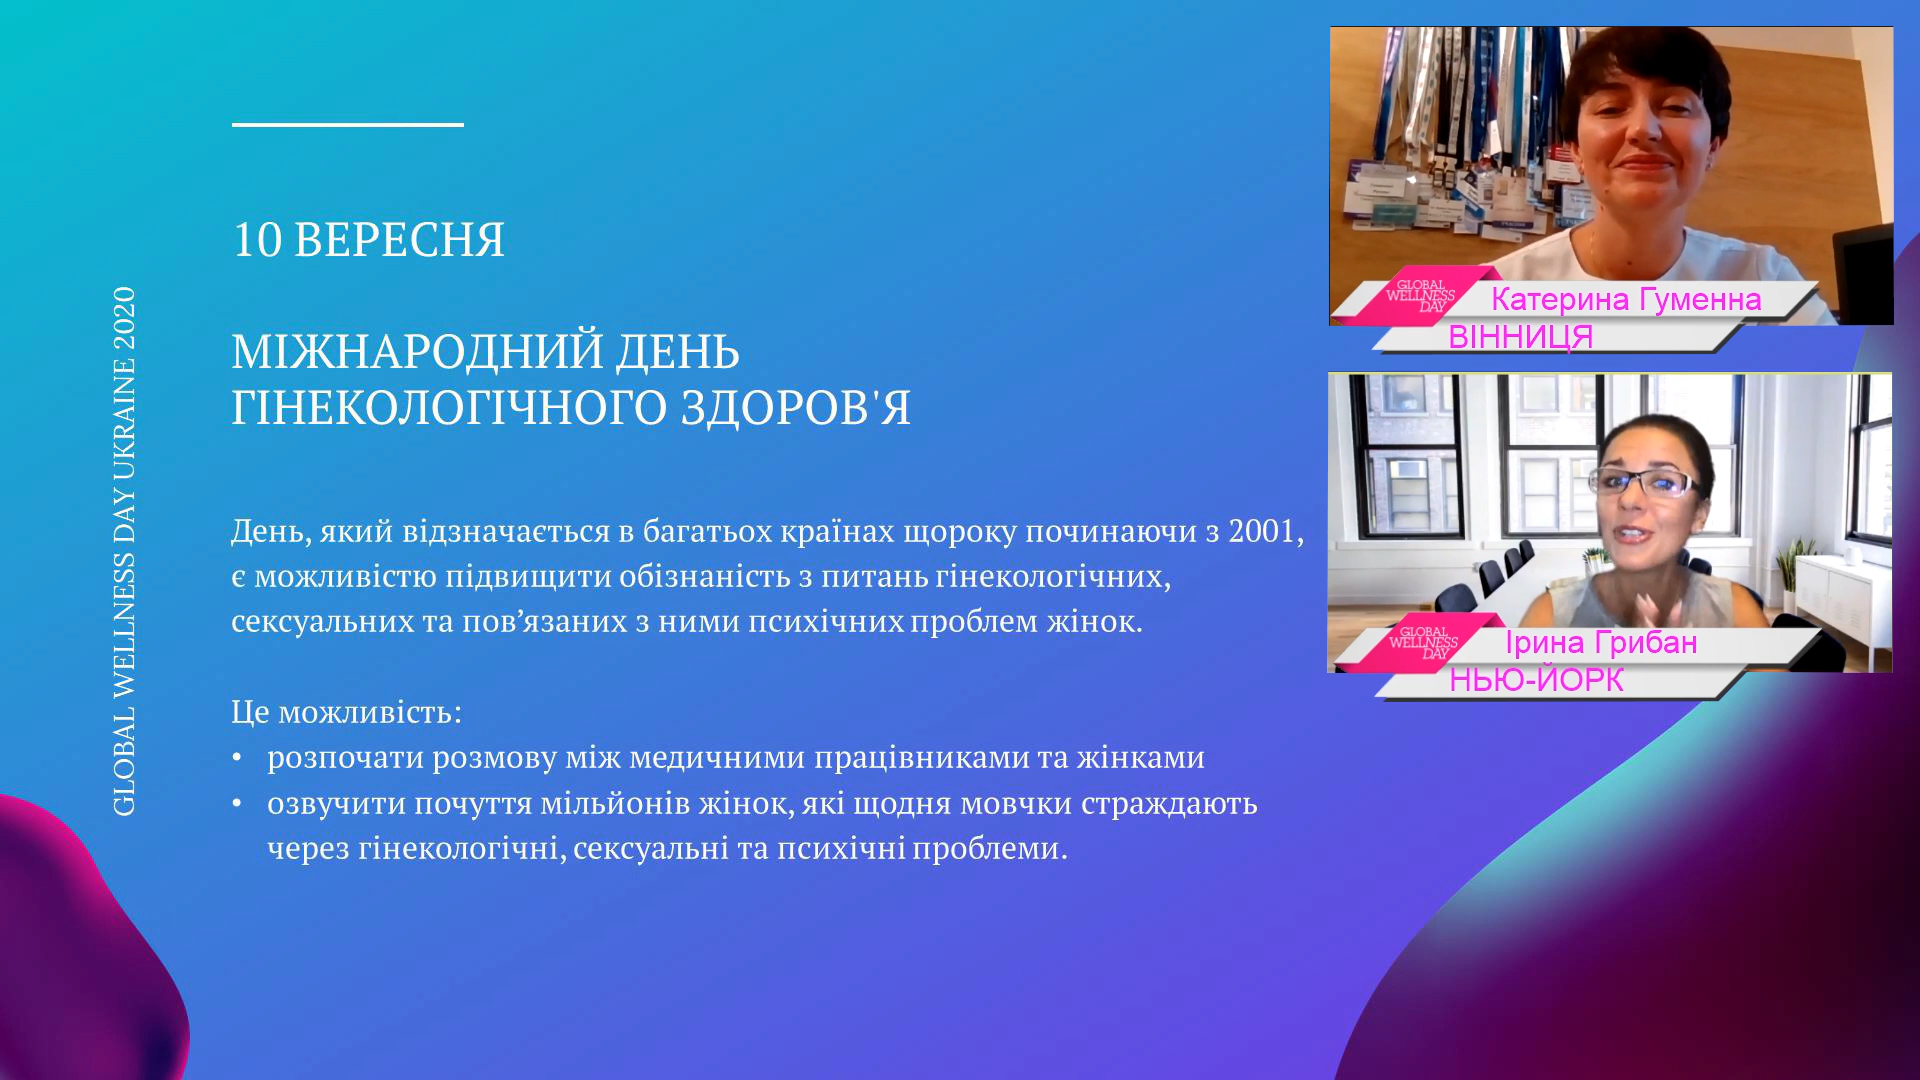 GLOBAL WELLNESS DAY UKRAINE 2020
10 ВЕРЕСНЯ
МІЖНАРОДНИЙ ДЕНЬ
ГІНЕКОЛОГІЧНОГО ЗДОРОВ'Я
День, який відзначається в багатьох країнах щороку починаючи з 2001,
є можливістю підвищити обізнаність з питань гінекологічних,
сексуальних та пов’язаних з ними психічних проблем жінок.
Це можливість:
• розпочати розмову між медичними працівниками та жінками
• озвучити почуття мільйонів жінок, які щодня мовчки страждають
через гінекологічні, сексуальні та психічні проблеми.
GLOBAL
WELLNESS
DAY
Катерина Гуменна
ВІННИЦЯ
GLOBAL
WELLNESS
DAY
Ірина Грибан
НЬЮ-ЙОРК